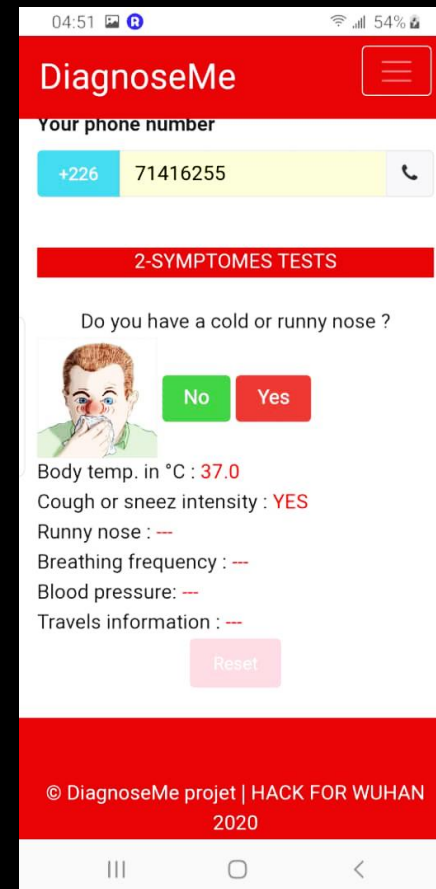 04:51 R 54%
DiagnoseMe
Your phone number
+226 71416255
2-SYMPTOMES TESTS
Do you have a cold or runny nose ?
No Yes
Body temp. in °C : 37.0
Cough or sneez intensity : YES
Runny nose : ---
Breathing frequency : ---
Blood pressure: ---
Travels information : ---
Reset
© DiagnoseMe projet | HACK FOR WUHAN
2020